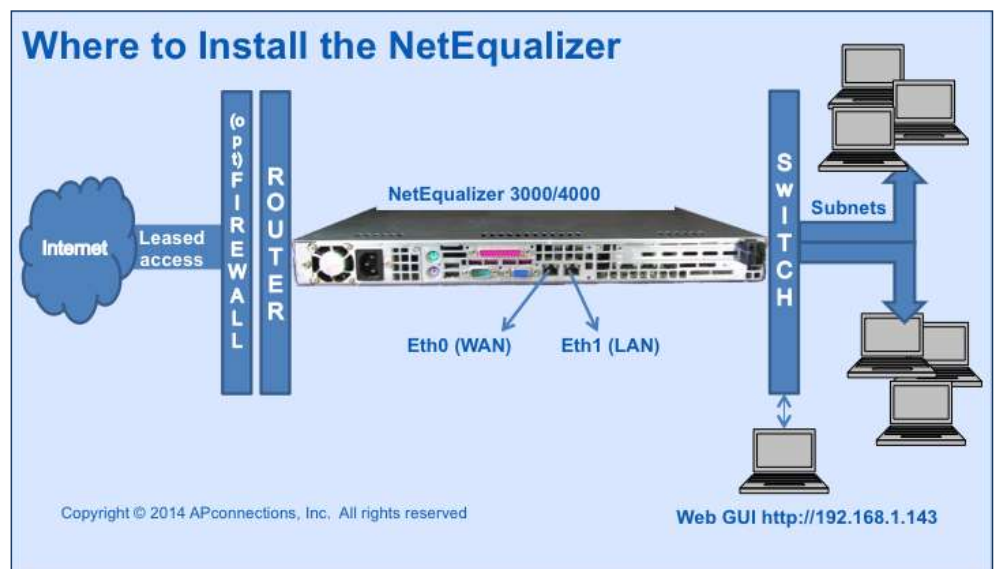 Where to Install the NetEqualizer
Internet
Leased
access
(opt)FIREWALL
ROUTER
NetEqualizer 3000/4000
Eth0 (WAN)
Eth1 (LAN)
SWITCH
Subnets
Copyright © 2014 APconnections, Inc. All rights reserved
Web GUI http://192.168.1.143